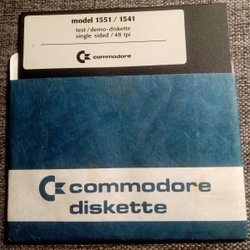 model 1551/1541
test/demo-diskette
single sided/48 tpi
commodore
commodore
diskette